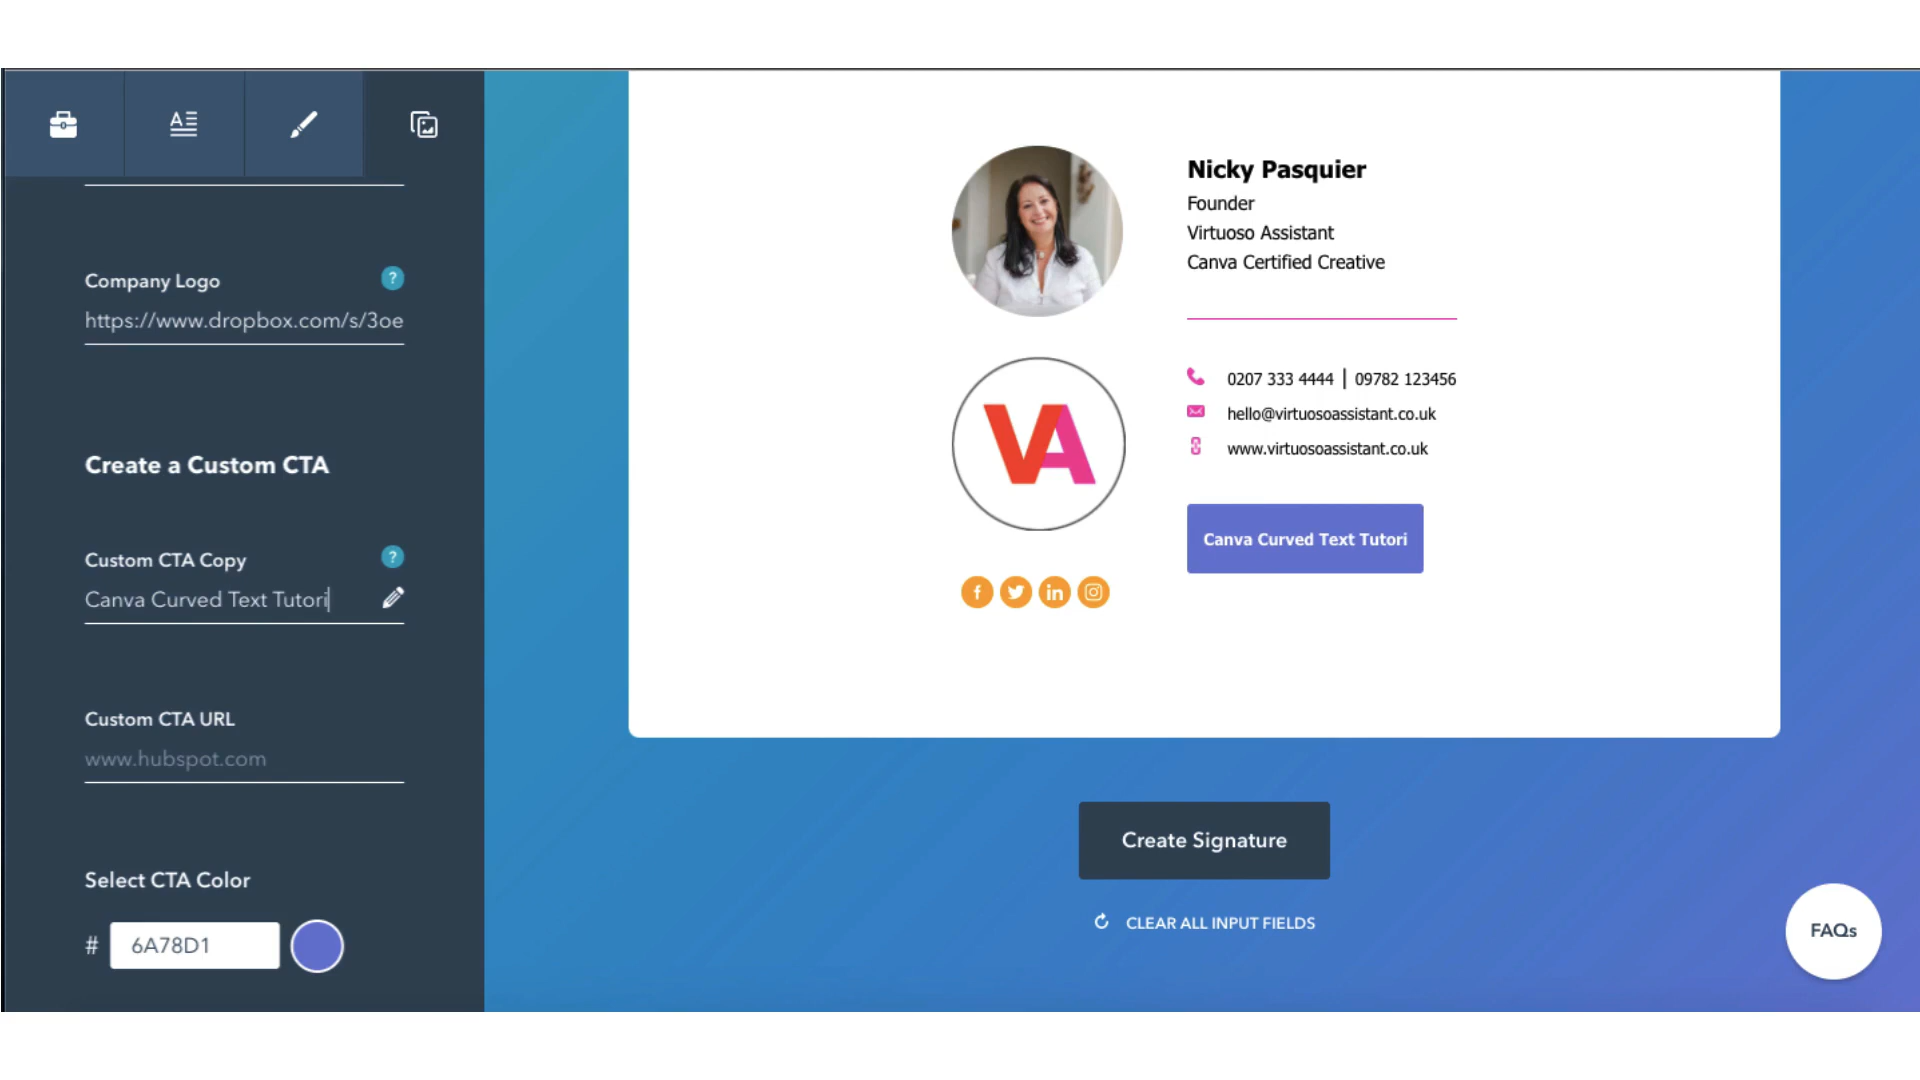 Company Logo
?
https://www.dropbox.com/s/3oe
Create a Custom CTA
Custom CTA Copy
?
Canva Curved Text Tutori
Custom CTA URL
www.hubspot.com
Select CTA Color
# 6A78D1
Nicky Pasquier
Founder
Virtuoso Assistant
Canva Certified Creative
0207 333 4444 | 09782 123456
hello@virtuosoassistant.co.uk
www.virtuosoassistant.co.uk
VA
Canva Curved Text Tutori
Create Signature
CLEAR ALL INPUT FIELDS
FAQs